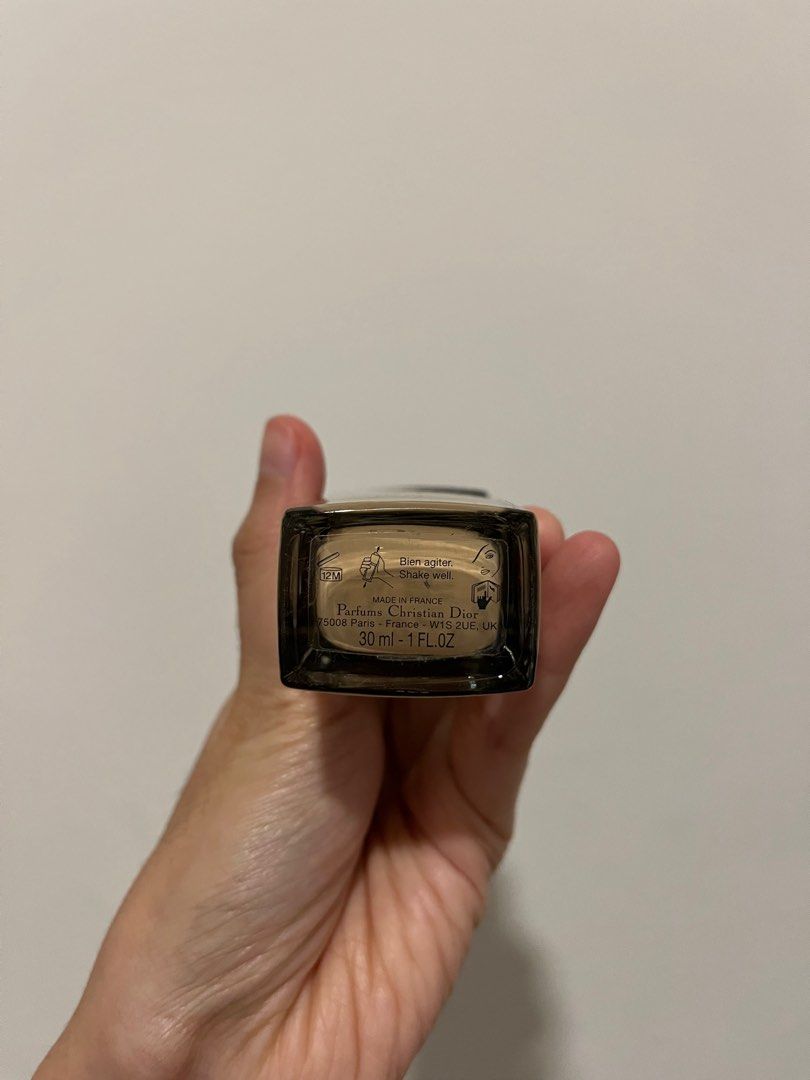 12M
Bien agiter.
Shake well.
MADE IN FRANCE
Parfums Christian Dior
75008 Paris - France - W1S 2UE, UK
30 ml - 1 FL.OZ